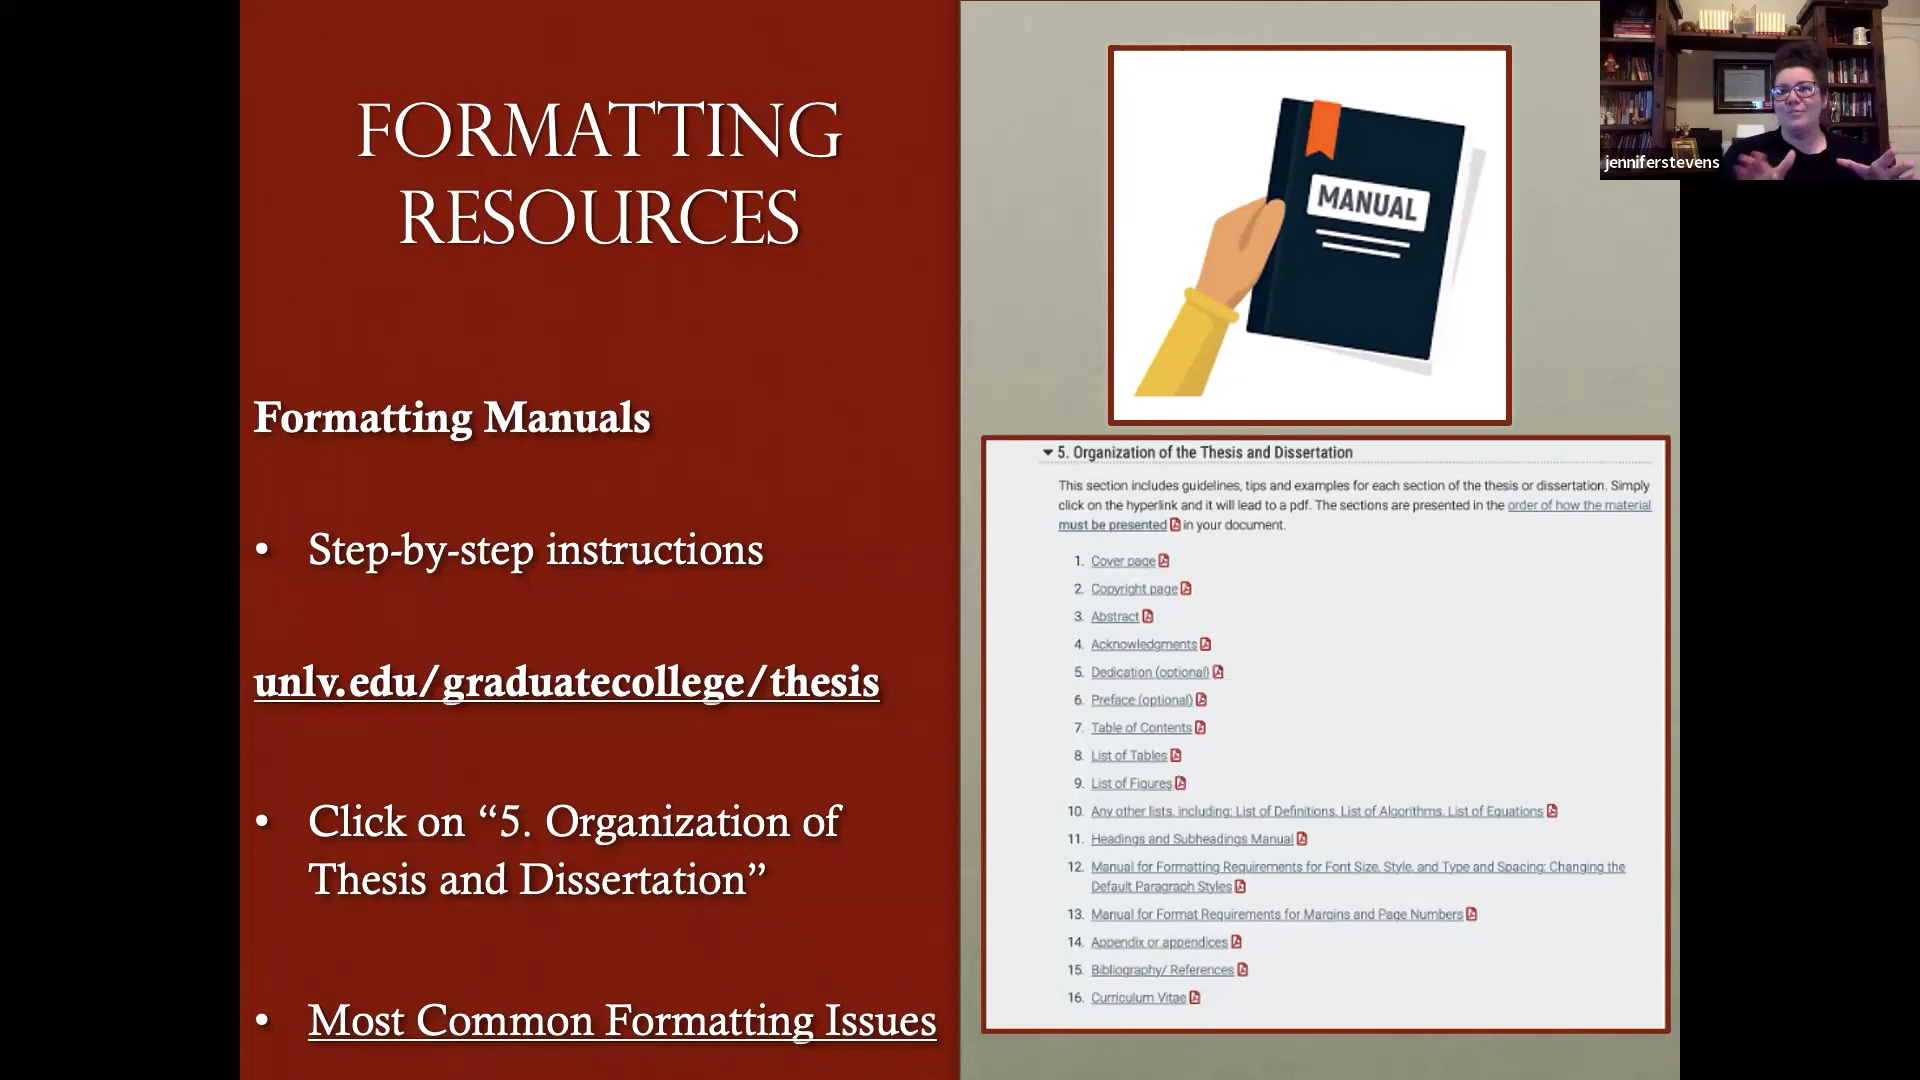 FORMATTING
RESOURCES
Formatting Manuals
• Step-by-step instructions
unlv.edu/graduatecollege/thesis
• Click on “5. Organization of
Thesis and Dissertation”
• Most Common Formatting Issues
MANUAL
5. Organization of the Thesis and Dissertation
This section includes guidelines, tips and examples for each section of the thesis or dissertation. Simply
click on the hyperlink and it will lead to a pdf. The sections are presented in the order of how the material
must be presented in your document.
1. Cover page
2. Copyright page
3. Abstract
4. Acknowledgments
5. Dedication (optional)
6. Preface (optional)
7. Table of Contents
8. List of Tables
9. List of Figures
10. Any other lists, including: List of Definitions, List of Algorithms, List of Equations
11. Headings and Subheadings Manual
12. Manual for Formatting Requirements for Font Size, Style, and Type and Spacing: Changing the
Default Paragraph Styles
13. Manual for Format Requirements for Margins and Page Numbers
14. Appendix or appendices
15. Bibliography/ References
16. Curriculum Vitae
jenniferstevens